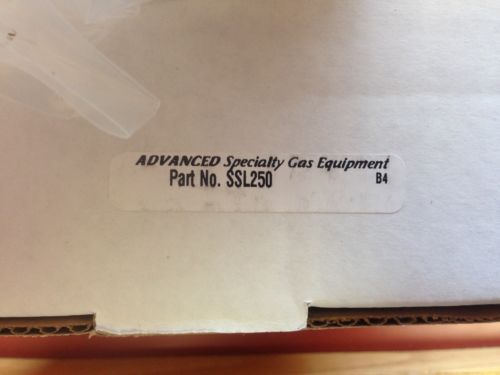 ADVANCED Specialty Gas Equipment
Part No. SSL250 B4